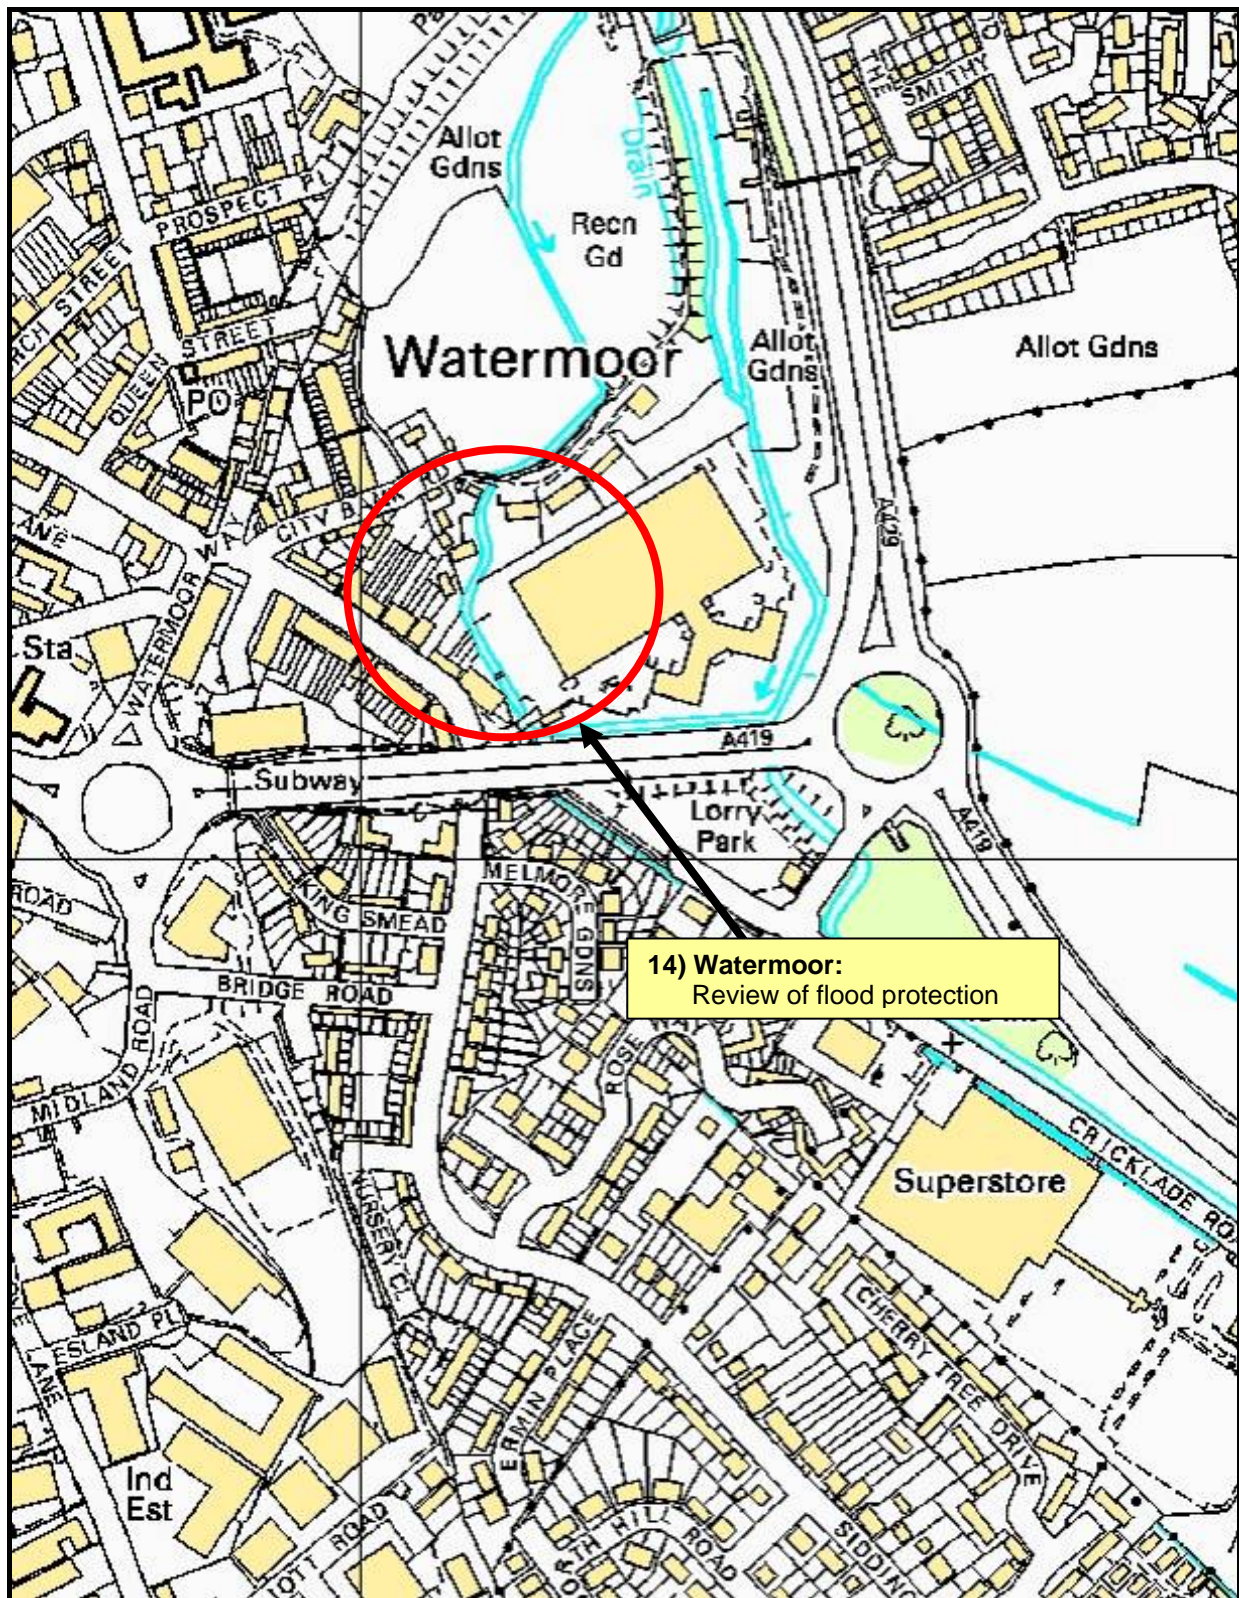 Allot
Gdns
Drain
SMITHY
Recn
Gd
PROSPECT PL
STREET
STREET
QUEEN
PO
Watermoor
Allot
Gdns
Allot Gdns
LANE
CITY BANK RD
WATERMOOR WAY
A429
Sta
Subway
A419
Lorry
Park
A419
ROAD
KING SMEAD
MELMORE GDNS
BRIDGE ROAD
14) Watermoor:
Review of flood protection
MIDLAND ROAD
ROSE
WAY
CRICKLADE
Superstore
NURSERY CL
CHERRY TREE DRIVE
ESLAND PL
LANE
ERMIN PLACE
Ind
Est
ROAD
HILL ROAD